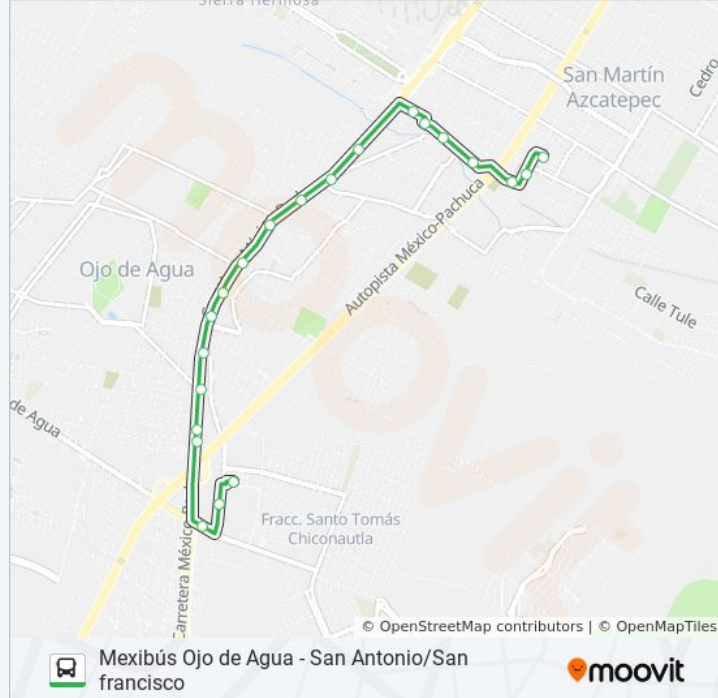 Sierra Hermosa
San Martín
Azcatepec
Cedro
Ojo de Agua
Autopista México-Pachuca
Calle Tule
de Agua
Fracc. Santo Tomás
Chiconautla
Carretera México
moovit
© OpenStreetMap contributors | © OpenMapTiles
Mexibús Ojo de Agua - San Antonio/San
francisco
moovit